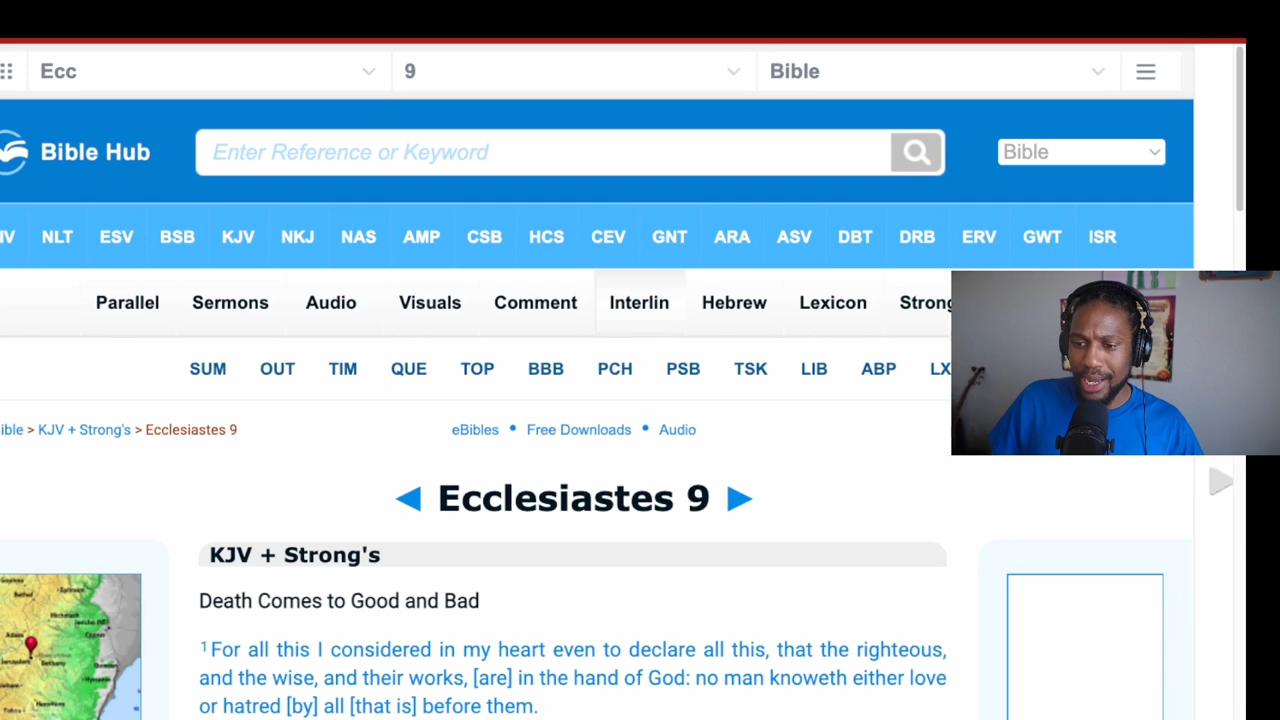 Ecc 9 Bible
Bible Hub Enter Reference or Keyword Bible
NLT ESV BSB KJV NKJ NAS AMP CSB HCS CEV GNT ARA ASV DBT DRB ERV GWT ISR
Parallel Sermons Audio Visuals Comment Interlin Hebrew Lexicon Strong
SUM OUT TIM QUE TOP BBB PCH PSB TSK LIB ABP LX
ible > KJV + Strong's > Ecclesiastes 9 eBibles • Free Downloads • Audio
◄ Ecclesiastes 9 ►
KJV + Strong's
Death Comes to Good and Bad
1For all this I considered in my heart even to declare all this, that the righteous,
and the wise, and their works, [are] in the hand of God: no man knoweth either love
or hatred [by] all [that is] before them.